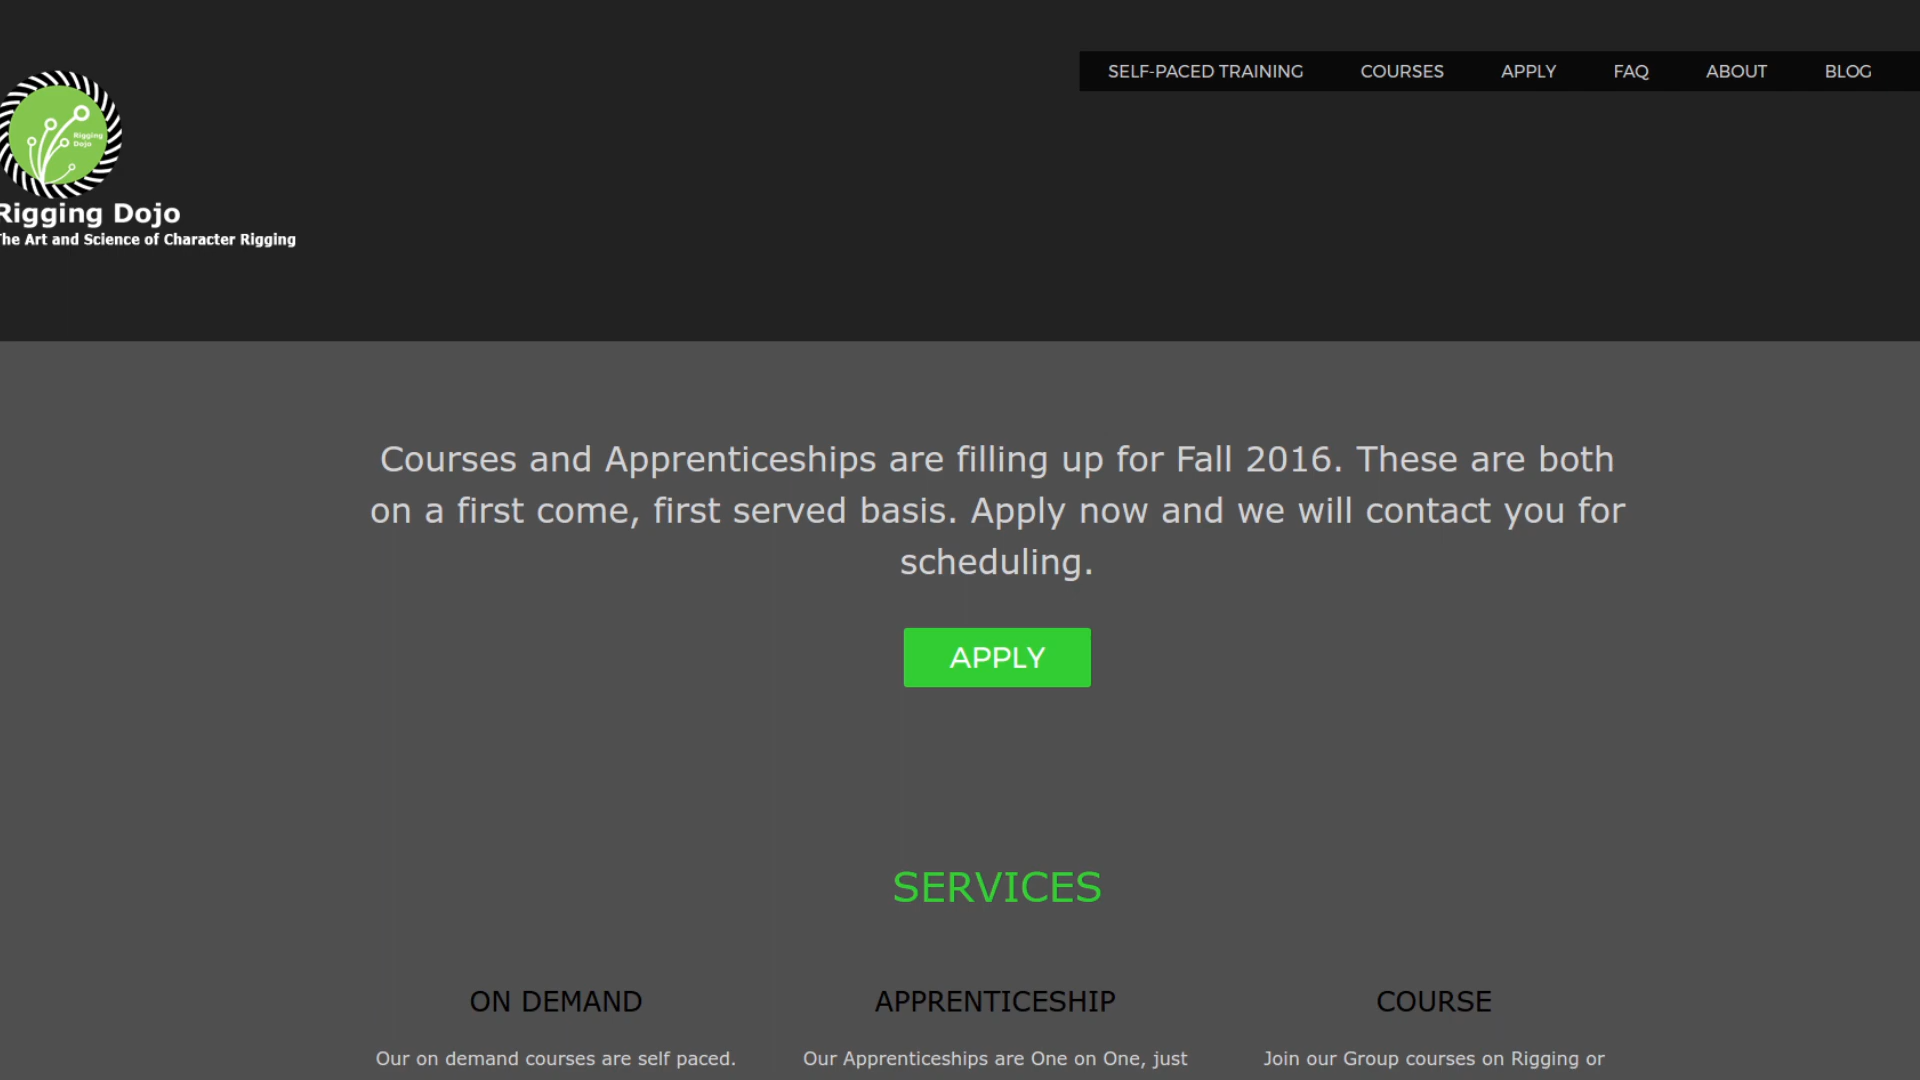 SELF-PACED TRAINING COURSES APPLY FAQ ABOUT BLOG
Rigging
Dojo
Rigging Dojo
The Art and Science of Character Rigging
Courses and Apprenticeships are filling up for Fall 2016. These are both
on a first come, first served basis. Apply now and we will contact you for
scheduling.
APPLY
SERVICES
ON DEMAND
Our on demand courses are self paced.
APPRENTICESHIP
Our Apprenticeships are One on One, just
COURSE
Join our Group courses on Rigging or